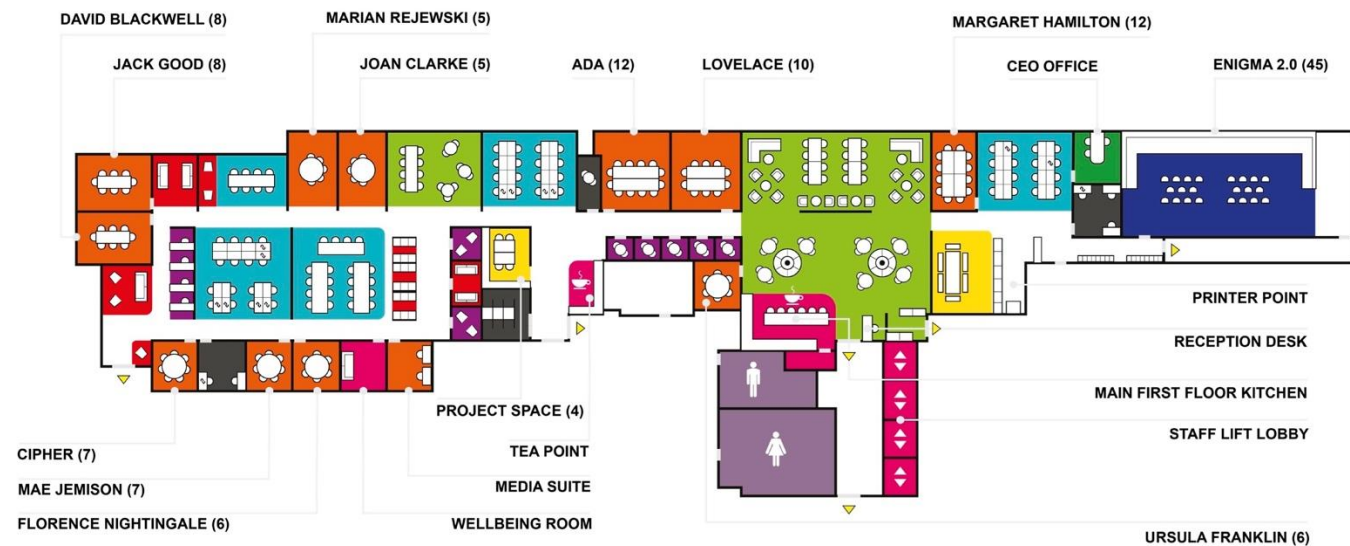 DAVID BLACKWELL (8)
MARIAN REJEWSKI (5)
MARGARET HAMILTON (12)
JACK GOOD (8)
JOAN CLARKE (5)
ADA (12)
LOVELACE (10)
CEO OFFICE
ENIGMA 2.0 (45)
PRINTER POINT
RECEPTION DESK
MAIN FIRST FLOOR KITCHEN
STAFF LIFT LOBBY
PROJECT SPACE (4)
CIPHER (7)
TEA POINT
MAE JEMISON (7)
MEDIA SUITE
FLORENCE NIGHTINGALE (6)
WELLBEING ROOM
URSULA FRANKLIN (6)